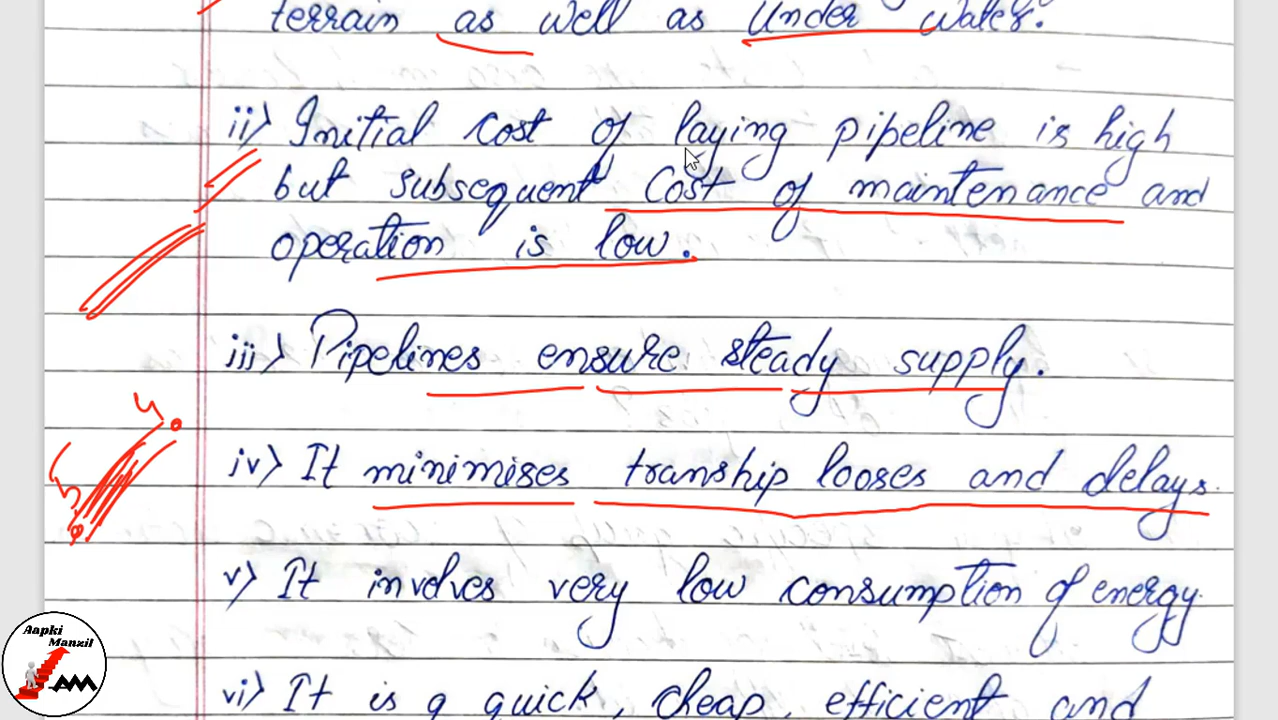 terrain as well as Under Water.
ii) Initial cost of laying pipeline is high
but subsequent cost of maintenance and
operation is low.
iii) Pipelines ensure steady supply.
iv) It minimises tranship looses and delays.
v) It involves very low consumption of energy.
vi) It is a quick, cheap, efficient and
Aapki
Manzil
AM